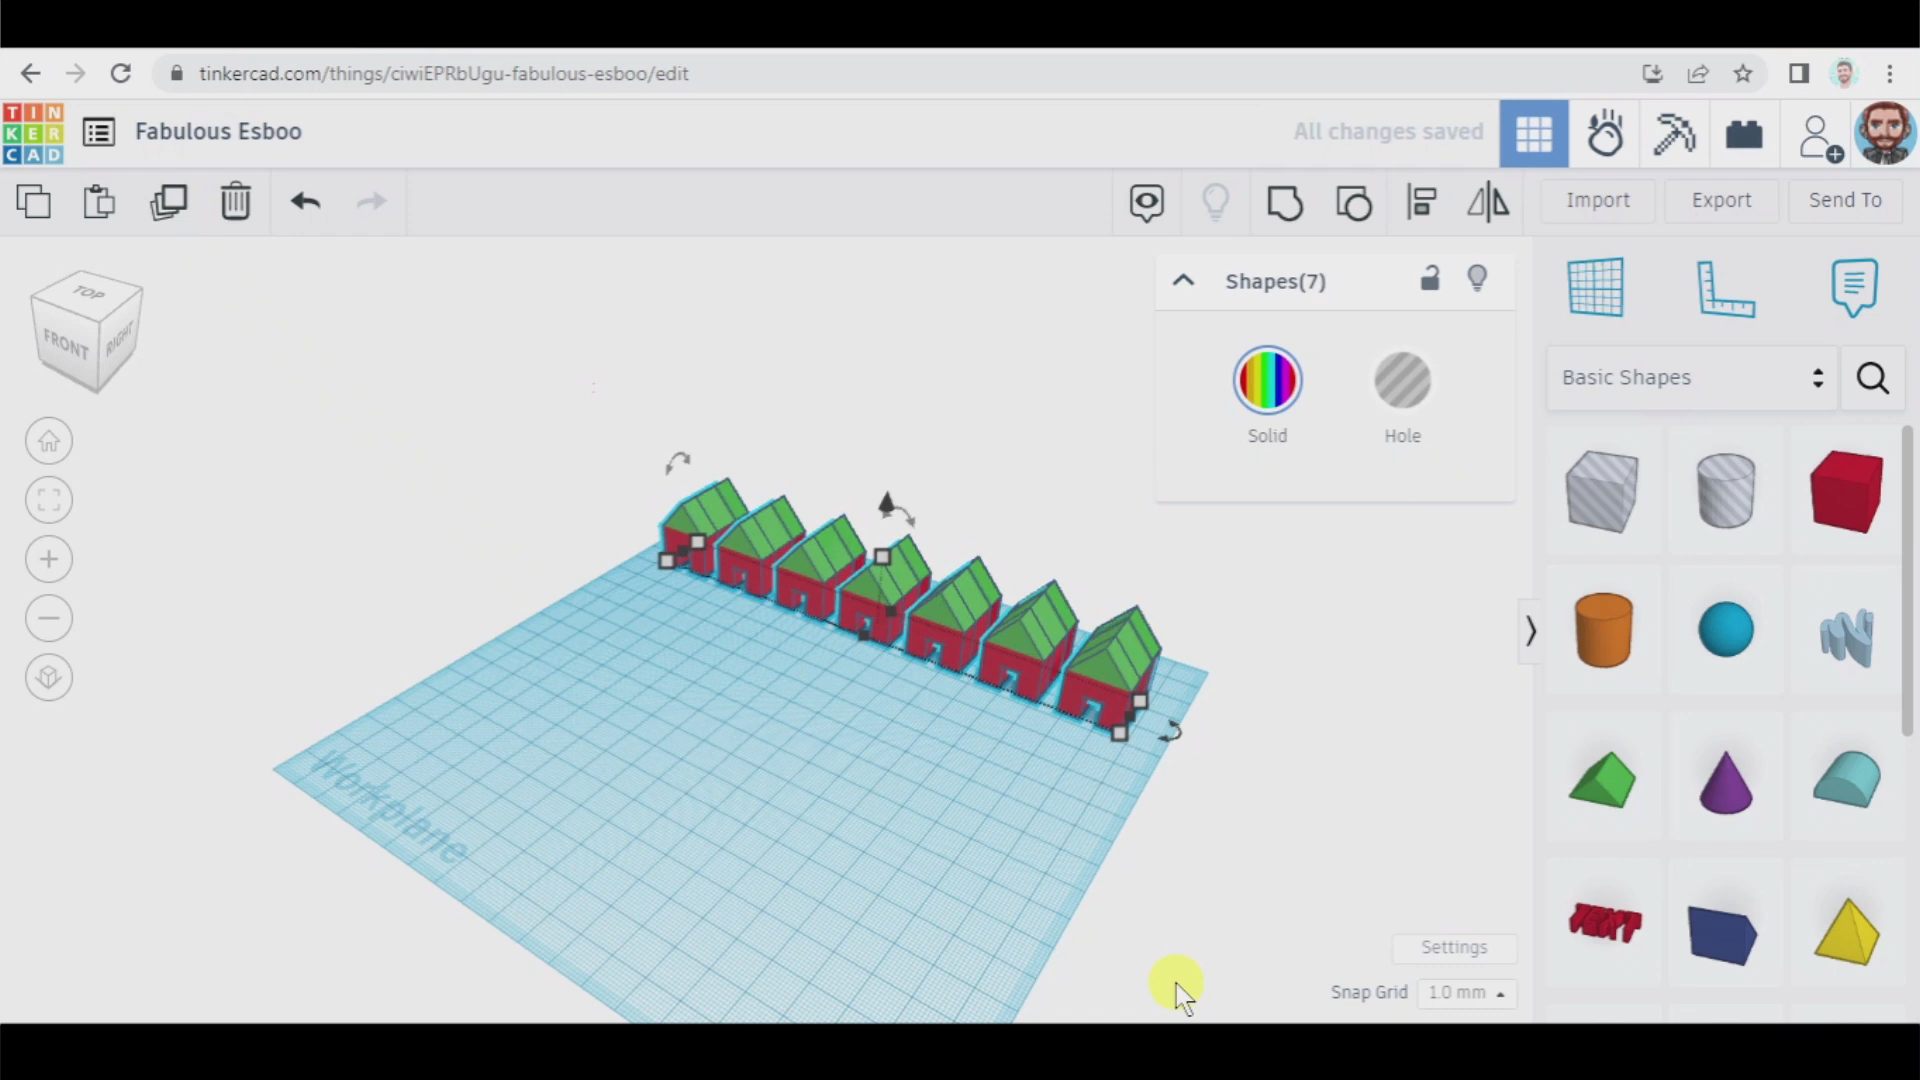 tinkercad.com/things/ciwiEPRbUgu-fabulous-esboo/edit
TIN
KER
CAD
Fabulous Esboo
All changes saved
Import
Export
Send To
TOP
FRONT
RIGHT
Shapes(7)
Solid
Hole
Basic Shapes
Workplane
TEXT
Settings
Snap Grid
1.0 mm